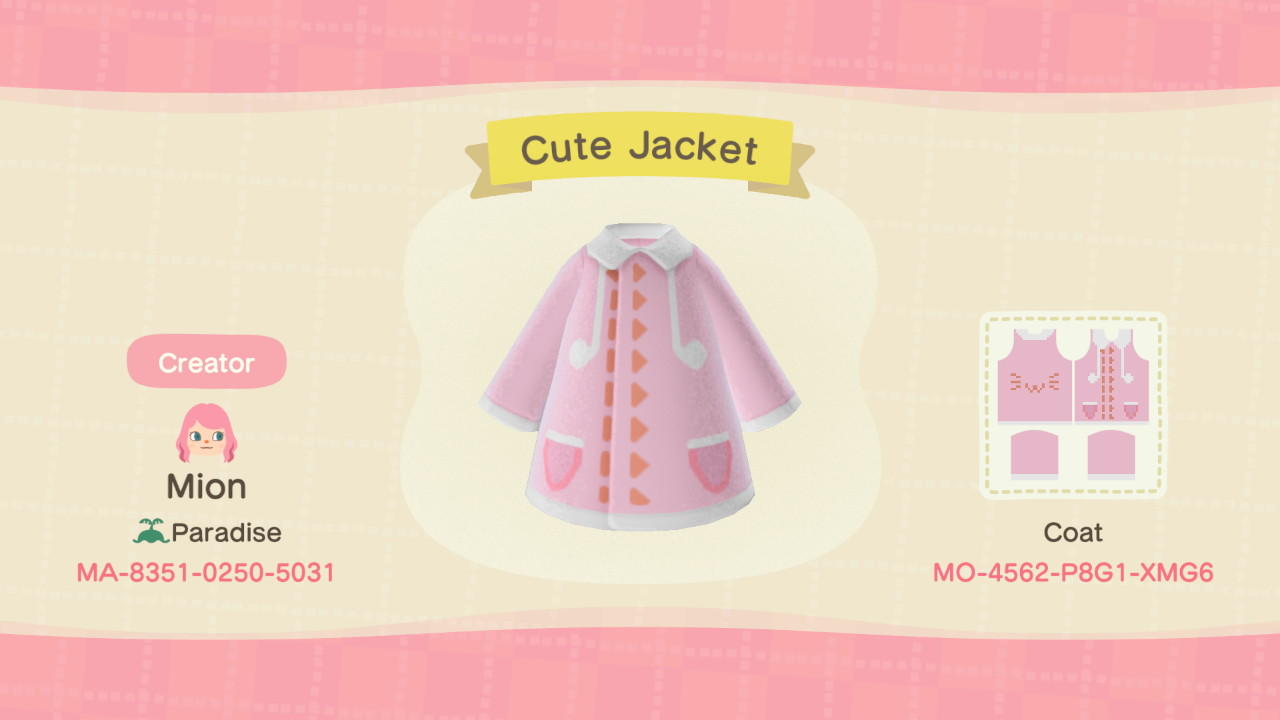 Cute Jacket
Creator
Mion
Paradise
MA-8351-0250-5031
Coat
MO-4562-P8G1-XMG6